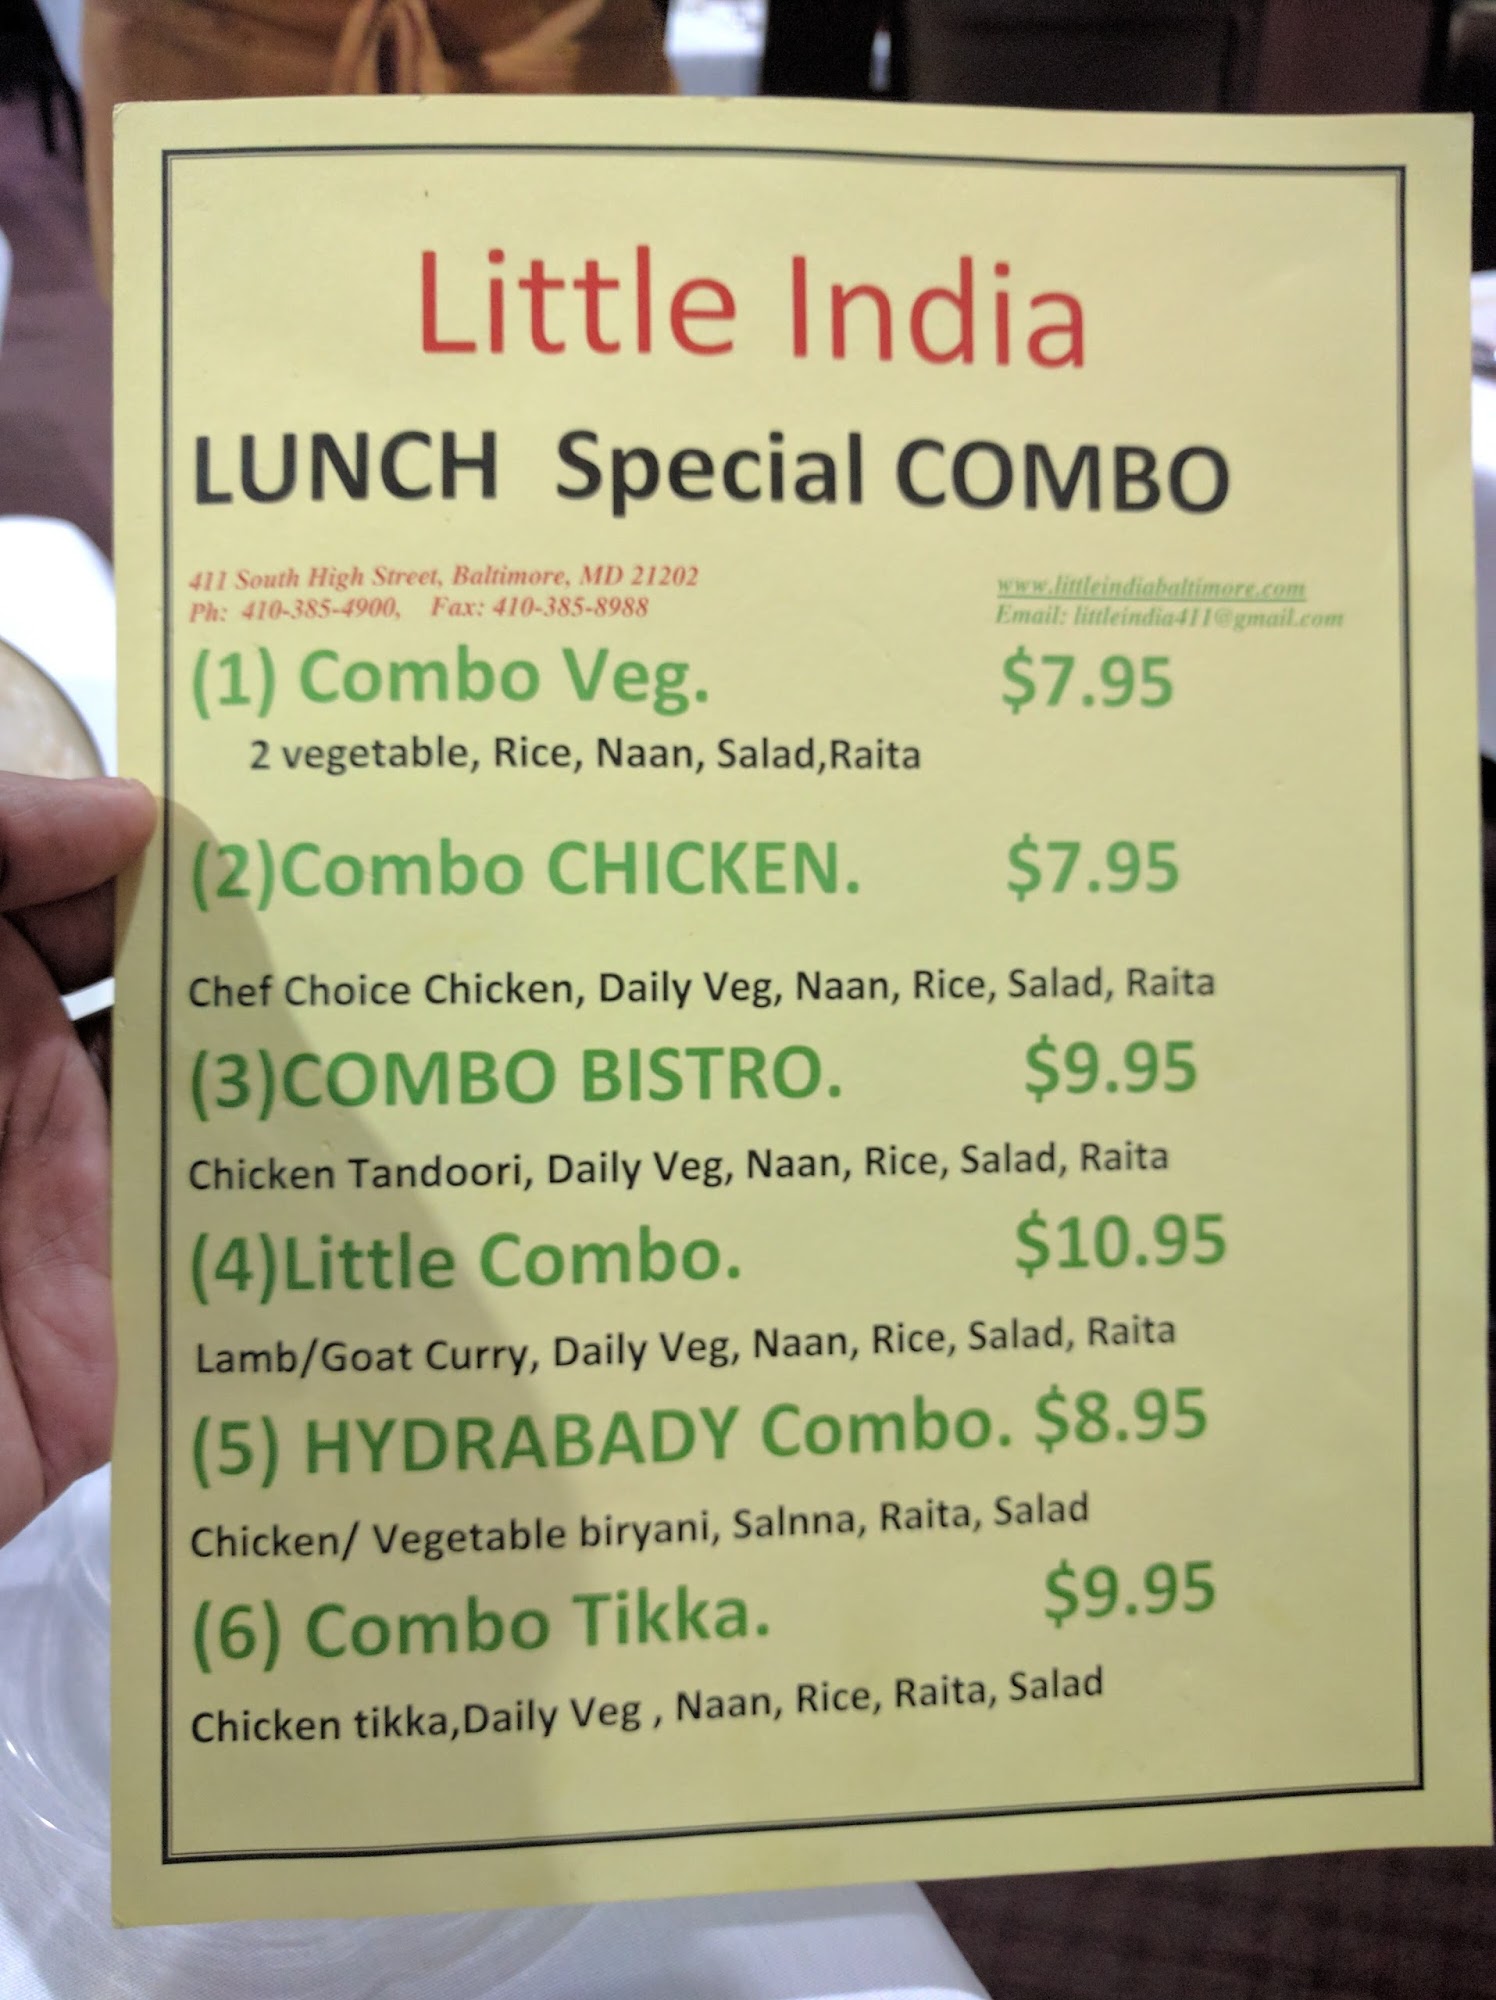 Little India
LUNCH Special COMBO
411 South High Street, Baltimore, MD 21202
Ph: 410-385-4900, Fax: 410-385-8988
www.littleindiabaltimore.com
Email: littleindia411@gmail.com
(1) Combo Veg. $7.95
2 vegetable, Rice, Naan, Salad,Raita
(2)Combo CHICKEN. $7.95
Chef Choice Chicken, Daily Veg, Naan, Rice, Salad, Raita
(3)COMBO BISTRO. $9.95
Chicken Tandoori, Daily Veg, Naan, Rice, Salad, Raita
(4)Little Combo. $10.95
Lamb/Goat Curry, Daily Veg, Naan, Rice, Salad, Raita
(5) HYDRABADY Combo. $8.95
Chicken/ Vegetable biryani, Salnna, Raita, Salad
(6) Combo Tikka. $9.95
Chicken tikka,Daily Veg , Naan, Rice, Raita, Salad